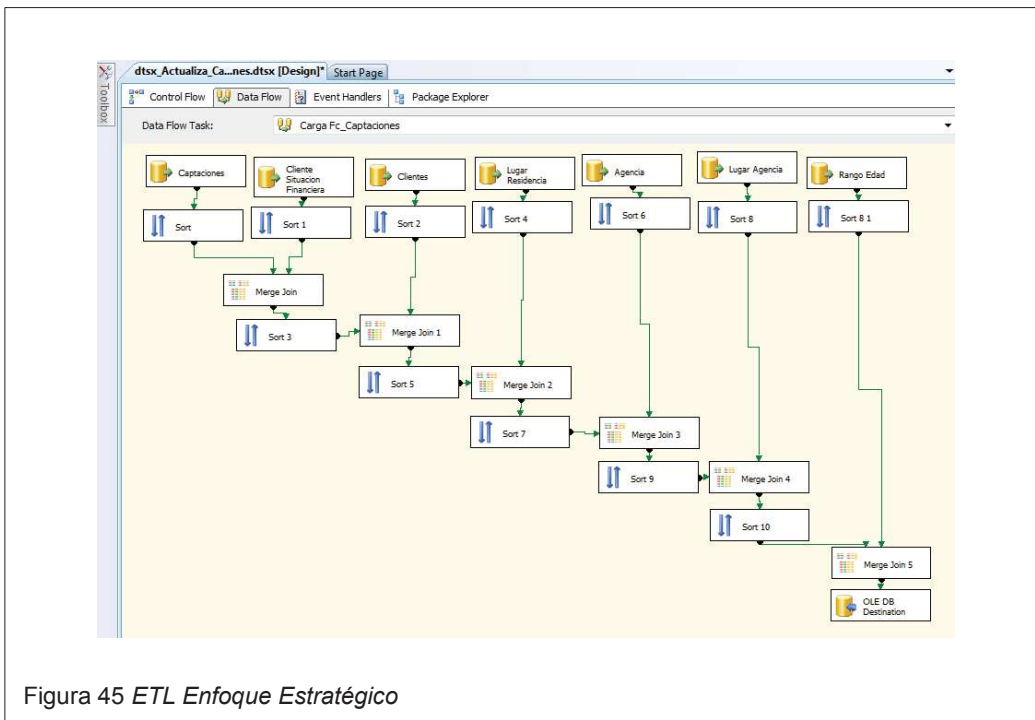 dtsx_Actualiza_Ca...nes.dtsx [Design]* Start Page
Toolbox
Control Flow Data Flow Event Handlers Package Explorer
Data Flow Task: Carga Fc_Captaciones
Captaciones
Cliente
Situacion
Financiera
Clientes
Lugar
Residencia
Agencia
Lugar Agencia
Rango Edad
Sort
Sort 1
Sort 2
Sort 4
Sort 6
Sort 8
Sort 8 1
Merge Join
Sort 3
Merge Join 1
Sort 5
Merge Join 2
Sort 7
Merge Join 3
Sort 9
Merge Join 4
Sort 10
Merge Join 5
OLE DB
Destination
Figura 45 ETL Enfoque Estratégico